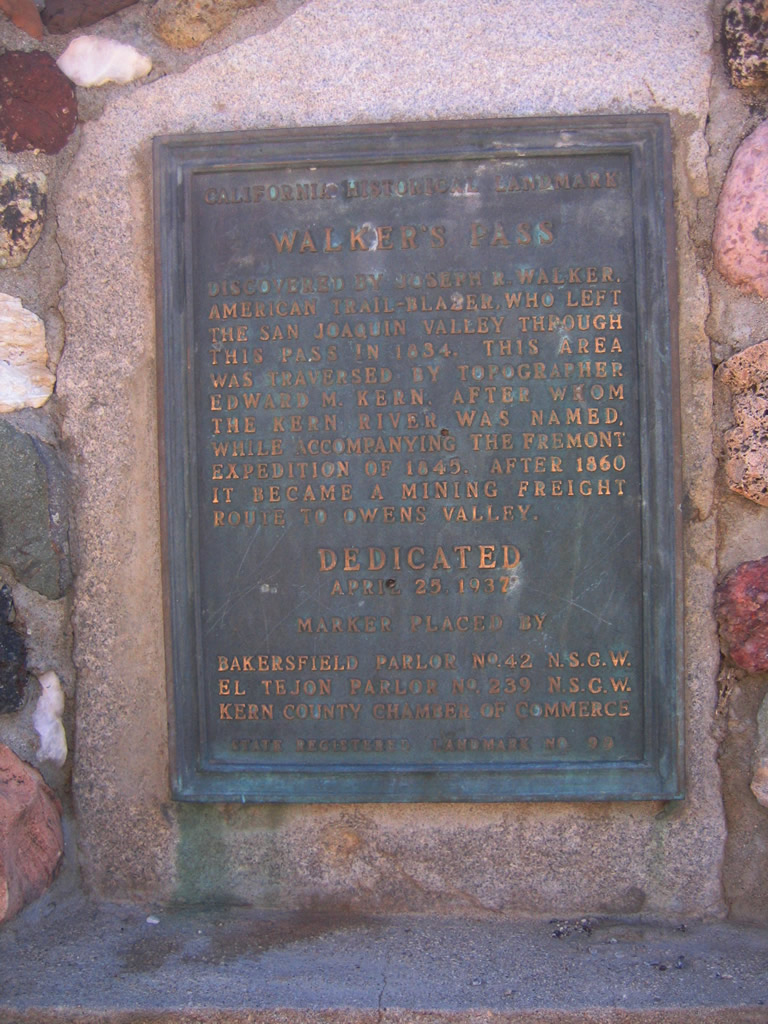 CALIFORNIA HISTORICAL LANDMARK
WALKER'S PASS
DISCOVERED BY JOSEPH R. WALKER,
AMERICAN TRAIL-BLAZER, WHO LEFT
THE SAN JOAQUIN VALLEY THROUGH
THIS PASS IN 1834. THIS AREA
WAS TRAVERSED BY TOPOGRAPHER
EDWARD M. KERN, AFTER WHOM
THE KERN RIVER WAS NAMED,
WHILE ACCOMPANYING THE FREMONT
EXPEDITION OF 1845. AFTER 1860
IT BECAME A MINING FREIGHT
ROUTE TO OWENS VALLEY.
DEDICATED
APRIL 25, 1937
MARKER PLACED BY
BAKERSFIELD PARLOR NO. 42 N.S.G.W.
EL TEJON PARLOR NO. 239 N.S.G.W.
KERN COUNTY CHAMBER OF COMMERCE
STATE REGISTERED LANDMARK NO